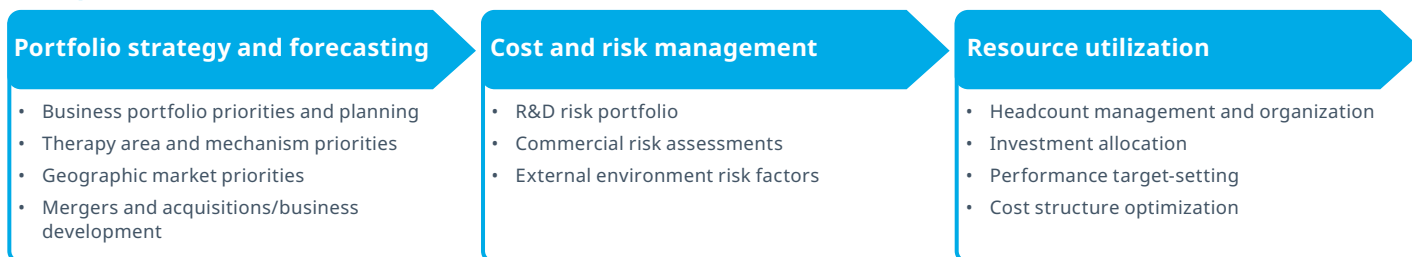 Portfolio strategy and forecasting
• Business portfolio priorities and planning
• Therapy area and mechanism priorities
• Geographic market priorities
• Mergers and acquisitions/business
development
Cost and risk management
• R&D risk portfolio
• Commercial risk assessments
• External environment risk factors
Resource utilization
• Headcount management and organization
• Investment allocation
• Performance target-setting
• Cost structure optimization